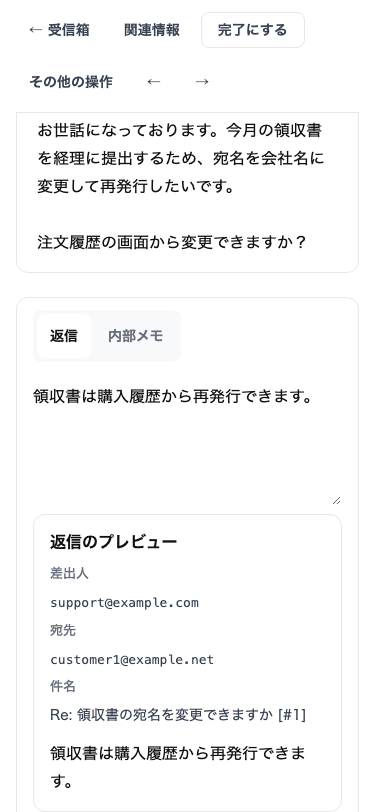 ← 受信箱 関連情報 完了にする
その他の操作 ← →
お世話になっております。今月の領収書
を経理に提出するため、宛名を会社名に
変更して再発行したいです。
注文履歴の画面から変更できますか？
返信 内部メモ
領収書は購入履歴から再発行できます。
返信のプレビュー
差出人
support@example.com
宛先
customer1@example.net
件名
Re: 領収書の宛名を変更できますか [#1]
領収書は購入履歴から再発行できま
す。